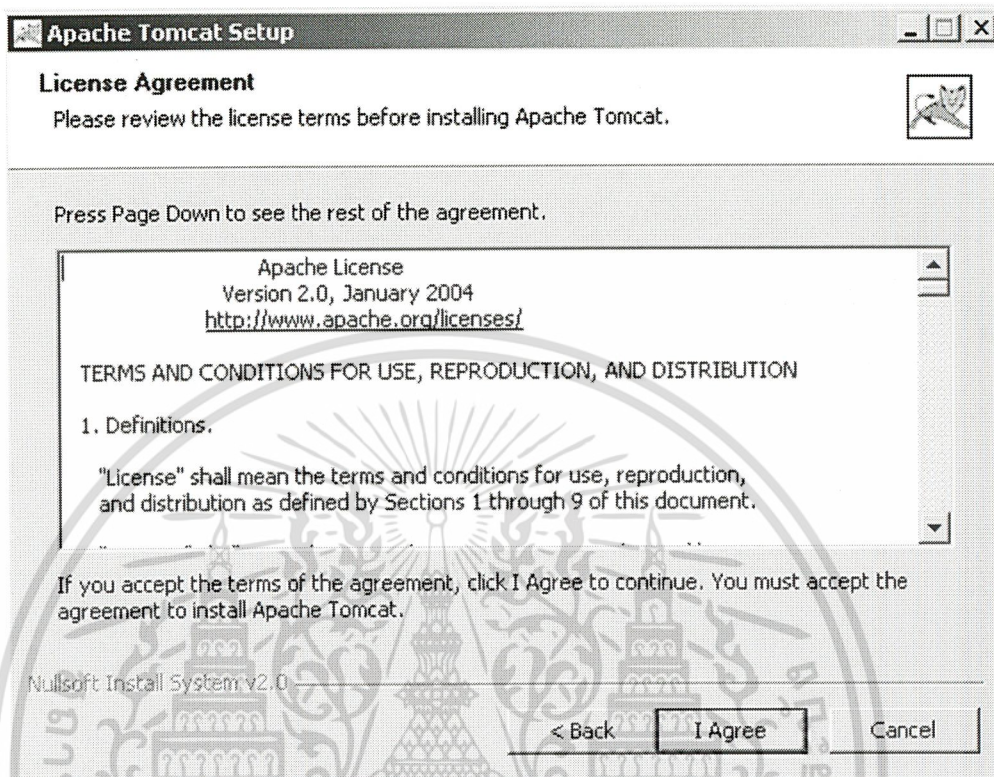 Apache Tomcat Setup
License Agreement
Please review the license terms before installing Apache Tomcat.
Press Page Down to see the rest of the agreement.
Apache License
Version 2.0, January 2004
http://www.apache.org/licenses/
TERMS AND CONDITIONS FOR USE, REPRODUCTION, AND DISTRIBUTION
1. Definitions.
"License" shall mean the terms and conditions for use, reproduction,
and distribution as defined by Sections 1 through 9 of this document.
If you accept the terms of the agreement, click I Agree to continue. You must accept the
agreement to install Apache Tomcat.
Nullsoft Install System v2.0
< Back
I Agree
Cancel